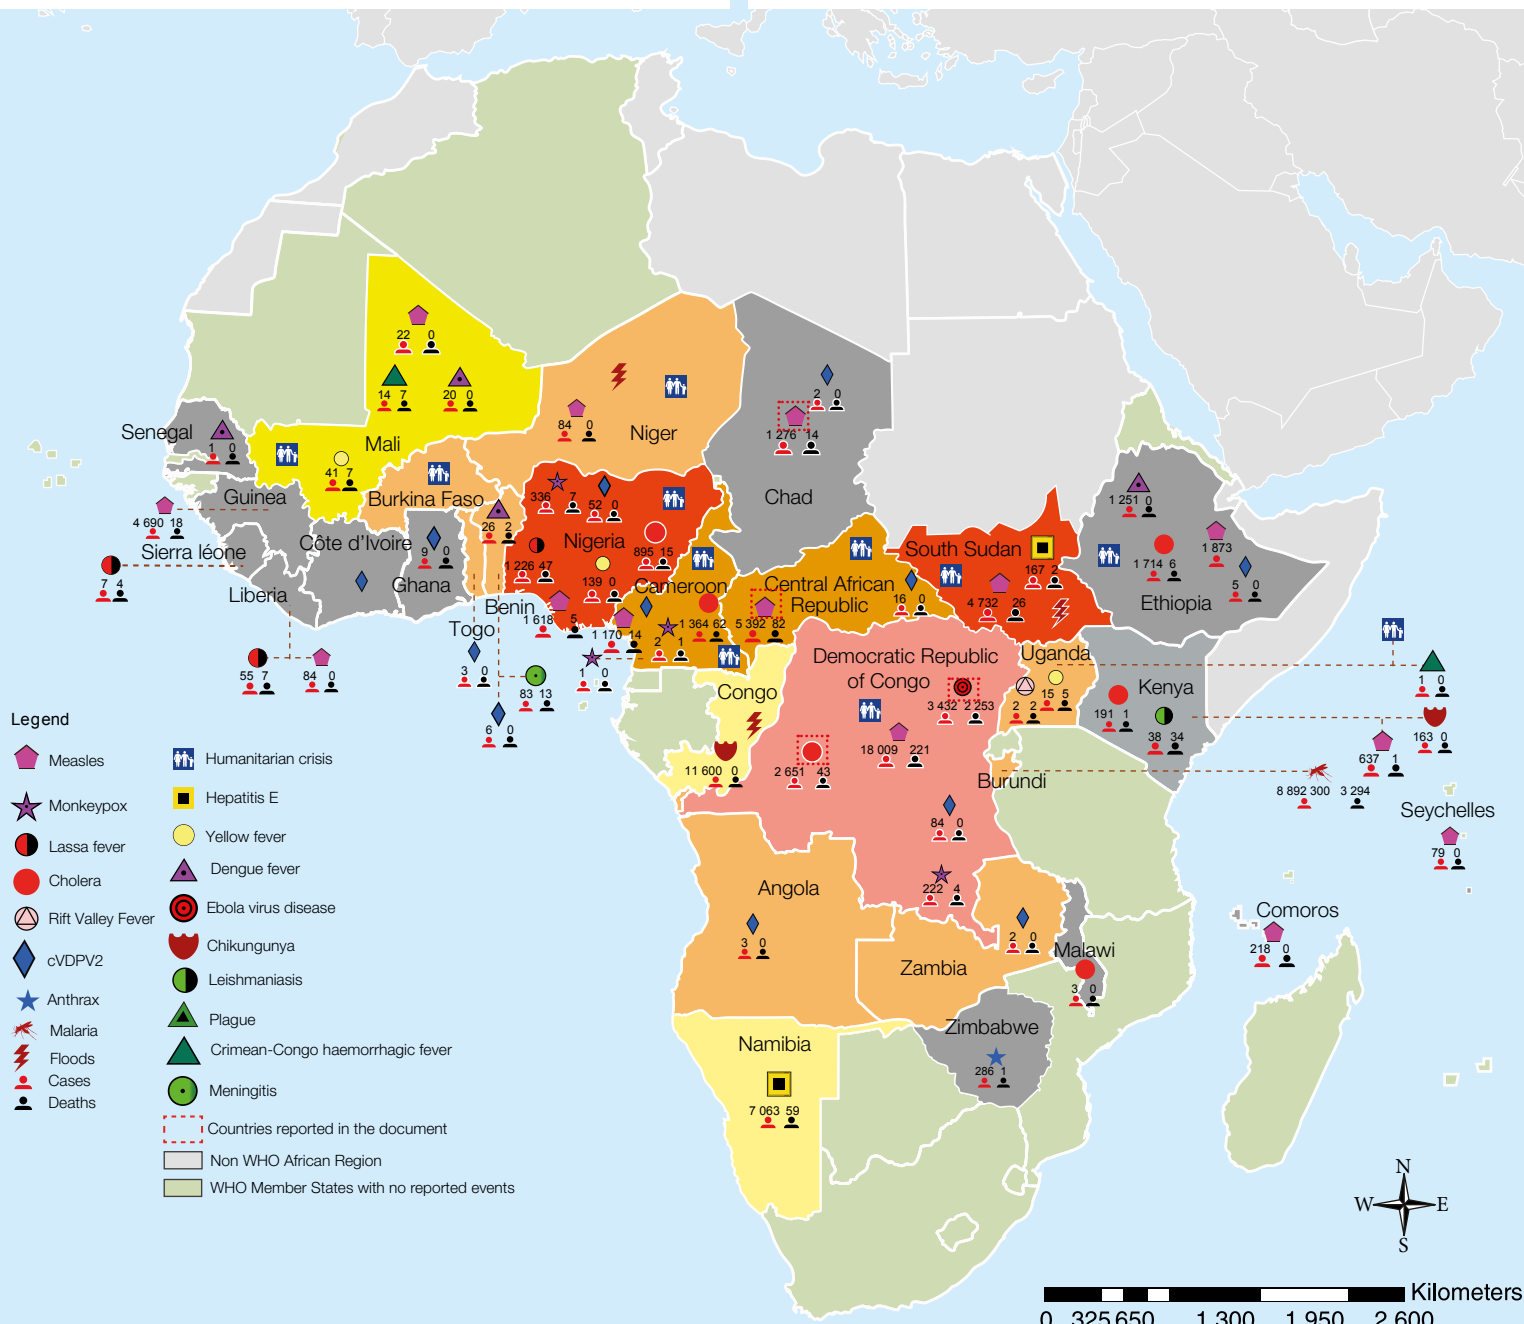 22 0
14 7
20 0
Senegal
1 0
Mali
41 7
84 0
Niger
2 0
1 276 14
Chad
Guinea
4 690 18
Burkina Faso
26 2
336 7
52 0
Nigeria
895 15
1 226 47
139 0
Sierra léone
7 4
Côte d'Ivoire
9 0
Ghana
Liberia
55 7
84 0
Benin
Togo
3 0
83 13
6 0
1 618 5
Cameroon
1 170 14
2 1
1 364 62
1 0
Central African
Republic
16 0
5 392 82
South Sudan
167 2
4 732 26
1 251 0
1 873
1 714 6
5 0
Ethiopia
Democratic Republic
of Congo
3 432 2 253
18 009 221
2 651 43
84 0
222 4
Congo
11 600 0
Uganda
15 5
2 2
Kenya
191 1
38 34
1 0
163 0
637 1
Burundi
8 892 300 3 294
Seychelles
79 0
Angola
3 0
2 0
Zambia
Malawi
3 0
Comoros
218 0
Zimbabwe
286 1
Namibia
7 063 59
Legend
Measles
Monkeypox
Lassa fever
Cholera
Rift Valley Fever
cVDPV2
Anthrax
Malaria
Floods
Cases
Deaths
Humanitarian crisis
Hepatitis E
Yellow fever
Dengue fever
Ebola virus disease
Chikungunya
Leishmaniasis
Plague
Crimean-Congo haemorrhagic fever
Meningitis
Countries reported in the document
Non WHO African Region
WHO Member States with no reported events
N
W E
S
Kilometers
0 325 650 1 300 1 950 2 600